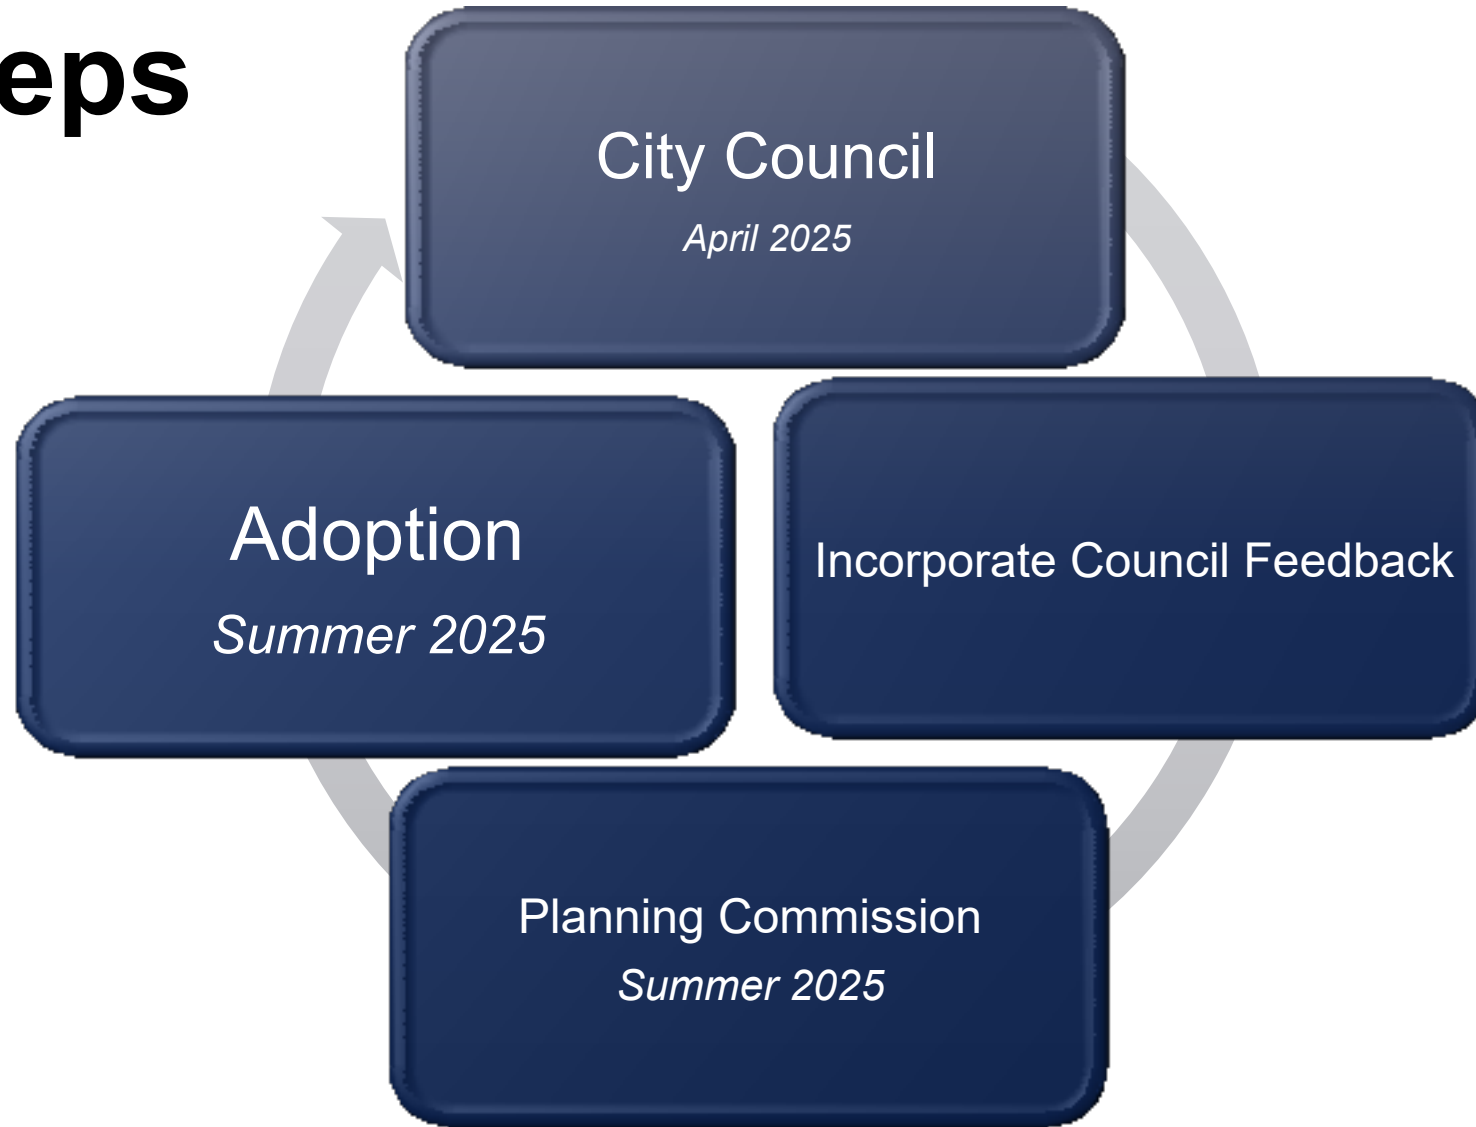 eps
City Council
April 2025
Incorporate Council Feedback
Planning Commission
Summer 2025
Adoption
Summer 2025